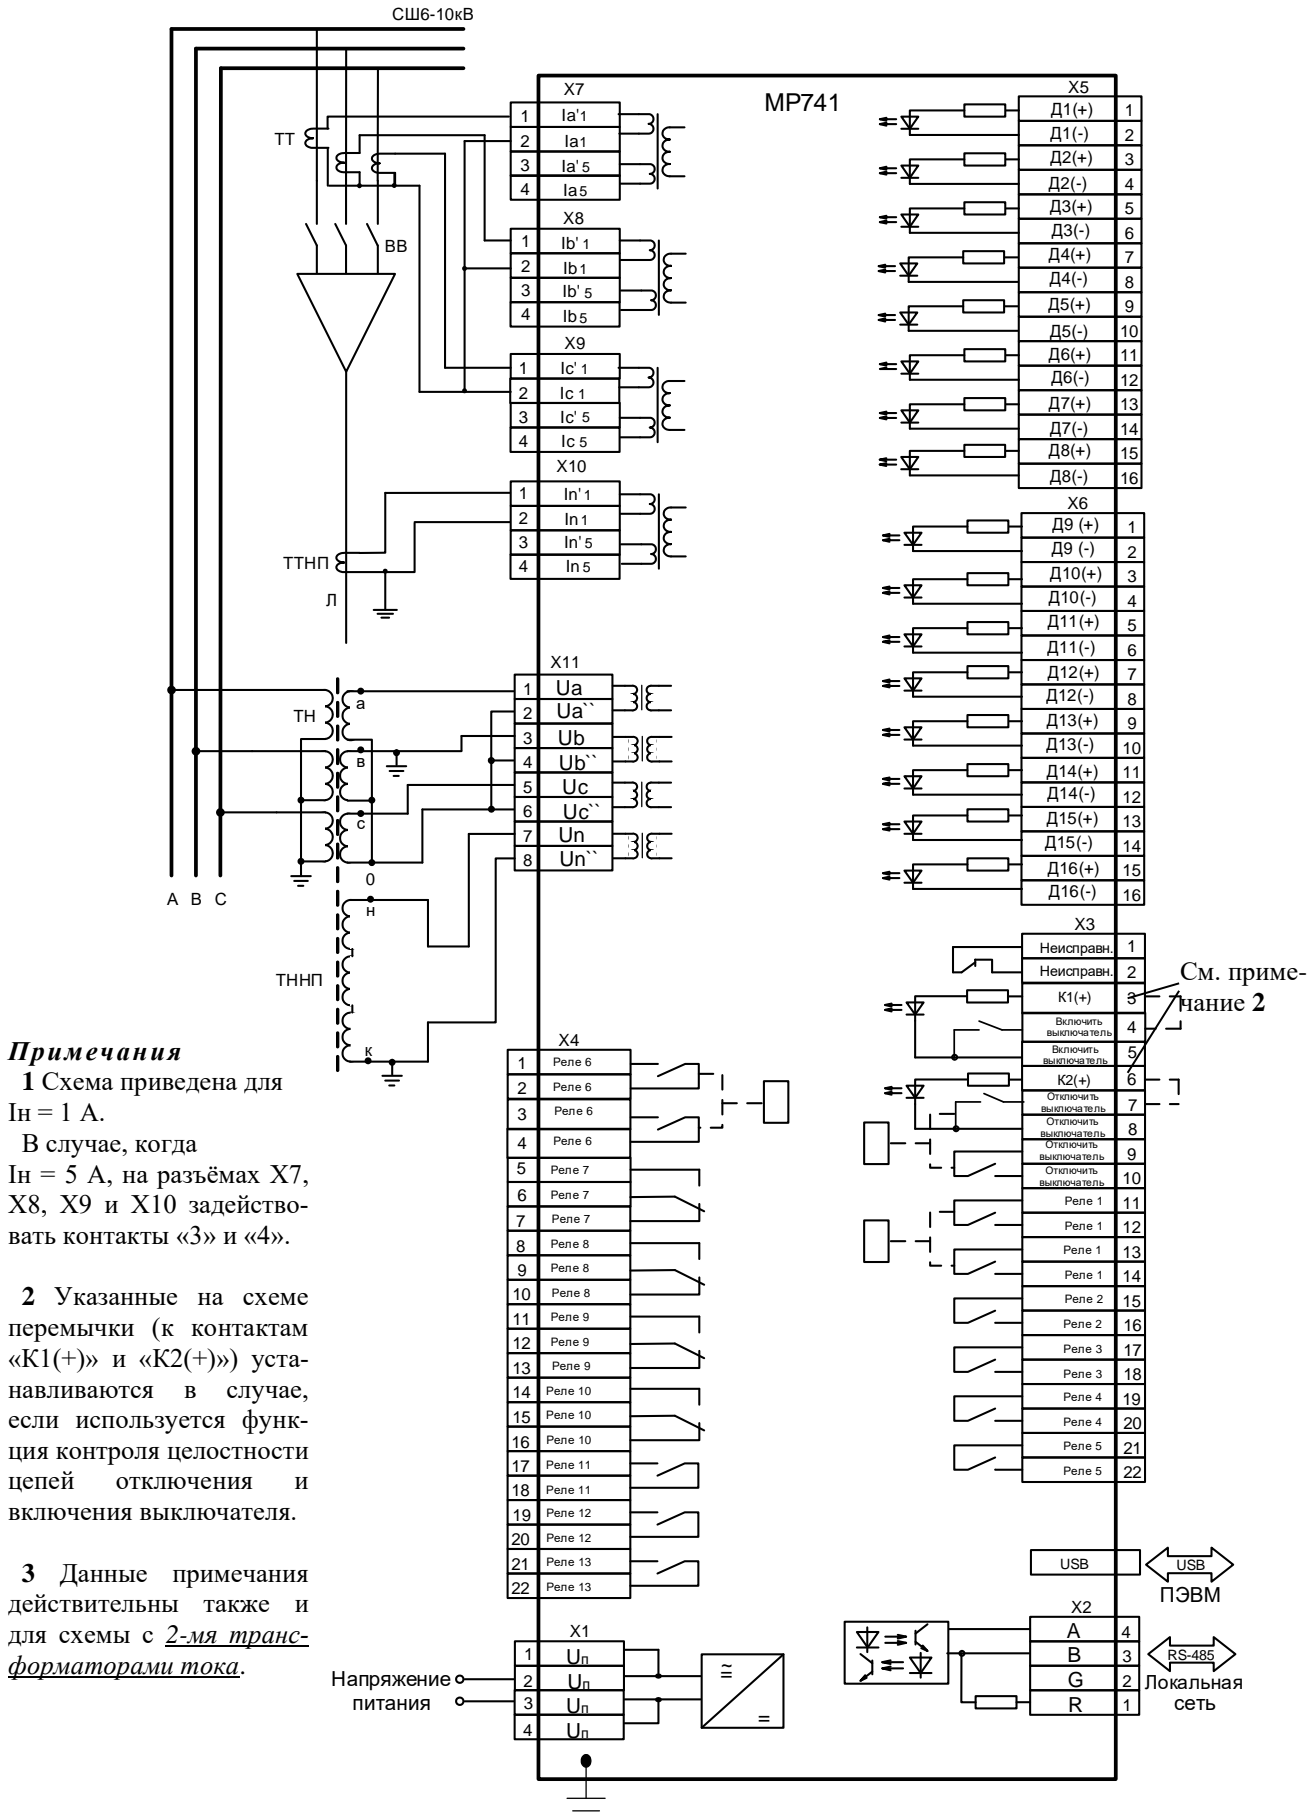 СШ6-10кВ
МР741
ТТ
ВВ
ТТНП
Л
ТН
а
в
с
0
А В С
ТННП
н
к
X7
1 Ia'1
2 Ia1
3 Ia'5
4 Ia5
X8
1 Ib'1
2 Ib1
3 Ib'5
4 Ib5
X9
1 Ic'1
2 Ic1
3 Ic'5
4 Ic5
X10
1 In'1
2 In1
3 In'5
4 In5
X11
1 Ua
2 Ua``
3 Ub
4 Ub``
5 Uc
6 Uc``
7 Un
8 Un``
X4
1 Реле 6
2 Реле 6
3 Реле 6
4 Реле 6
5 Реле 7
6 Реле 7
7 Реле 7
8 Реле 8
9 Реле 8
10 Реле 8
11 Реле 9
12 Реле 9
13 Реле 9
14 Реле 10
15 Реле 10
16 Реле 10
17 Реле 11
18 Реле 11
19 Реле 12
20 Реле 12
21 Реле 13
22 Реле 13
X1
1 Uп
2 Uп
3 Uп
4 Uп
Напряжение
питания
≃
=
X5
Д1(+) 1
Д1(-) 2
Д2(+) 3
Д2(-) 4
Д3(+) 5
Д3(-) 6
Д4(+) 7
Д4(-) 8
Д5(+) 9
Д5(-) 10
Д6(+) 11
Д6(-) 12
Д7(+) 13
Д7(-) 14
Д8(+) 15
Д8(-) 16
X6
Д9 (+) 1
Д9 (-) 2
Д10(+) 3
Д10(-) 4
Д11(+) 5
Д11(-) 6
Д12(+) 7
Д12(-) 8
Д13(+) 9
Д13(-) 10
Д14(+) 11
Д14(-) 12
Д15(+) 13
Д15(-) 14
Д16(+) 15
Д16(-) 16
X3
Неисправн. 1
Неисправн. 2
К1(+) 3
Включить
выключатель 4
Включить
выключатель 5
К2(+) 6
Отключить
выключатель 7
Отключить
выключатель 8
Отключить
выключатель 9
Отключить
выключатель 10
Реле 1 11
Реле 1 12
Реле 1 13
Реле 1 14
Реле 2 15
Реле 2 16
Реле 3 17
Реле 3 18
Реле 4 19
Реле 4 20
Реле 5 21
Реле 5 22
См. приме-
чание 2
USB
USB
ПЭВМ
X2
A 4
B 3
G 2
R 1
RS-485
Локальная
сеть
Примечания
1 Схема приведена для
Iн = 1 А.
В случае, когда
Iн = 5 А, на разъёмах X7,
X8, X9 и X10 задейство-
вать контакты «3» и «4».
2 Указанные на схеме
перемычки (к контактам
«К1(+)» и «К2(+)») уста-
навливаются в случае,
если используется функ-
ция контроля целостности
цепей отключения и
включения выключателя.
3 Данные примечания
действительны также и
для схемы с 2-мя транс-
форматорами тока.